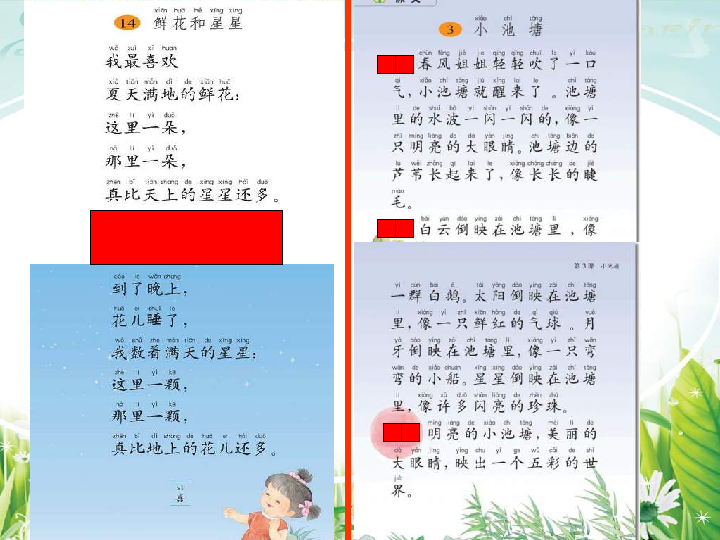 14 鲜花和星星
xiān huā hé xīng xing
wǒ zuì xǐ huan
我最喜欢
xià tiān mǎn dì de xiān huā
夏天满地的鲜花：
zhè li yì duǒ
这里一朵，
nà li yì duǒ
那里一朵，
zhēn bǐ tiān shang de xīng xing hái duō
真比天上的星星还多。
dào le wǎn shang
到了晚上，
huā ér shuì le
花儿睡了，
wǒ shǔ zhe mǎn tiān de xīng xing
我数着满天的星星：
zhè li yì kē
这里一颗，
nà li yì kē
那里一颗，
zhēn bǐ dì shang de huā ér hái duō
真比地上的花儿还多。
xǐ
喜
3 小池塘
xiǎo chí táng
chūn fēng jiě jie qīng qīng chuī le yì kǒu
春风姐姐轻轻吹了一口
qì xiǎo chí táng jiù xǐng lái le chí táng
气，小池塘就醒来了。池塘
li de shuǐ bō yì shǎn yì shǎn de xiàng yì
里的水波一闪一闪的，像一
zhī míng liàng de dà yǎn jing chí táng biān de
只明亮的大眼睛。池塘边的
lú wěi zhǎng qǐ lái le xiàng cháng cháng de jié
芦苇长起来了，像长长的睫
máo
毛。
bái yún dào yìng zài chí táng li xiàng
白云倒映在池塘里，像
第3课 小池塘
yì qún bái é tài yáng dào yìng zài chí táng
一群白鹅。太阳倒映在池塘
li xiàng yì zhī xiān hóng de qì qiú yuè
里，像一只鲜红的气球。月
yá dào yìng zài chí táng li xiàng yì zhī wān
牙倒映在池塘里，像一只弯
wān de xiǎo chuán xīng xing dào yìng zài chí táng
弯的小船。星星倒映在池塘
li xiàng xǔ duō shǎn liàng de zhēn zhū
里，像许多闪亮的珍珠。
míng liàng de xiǎo chí táng měi lì de
明亮的小池塘，美丽的
dà yǎn jing yìng chū yí gè wǔ cǎi de shì
大眼睛，映出一个五彩的世
jiè
界。